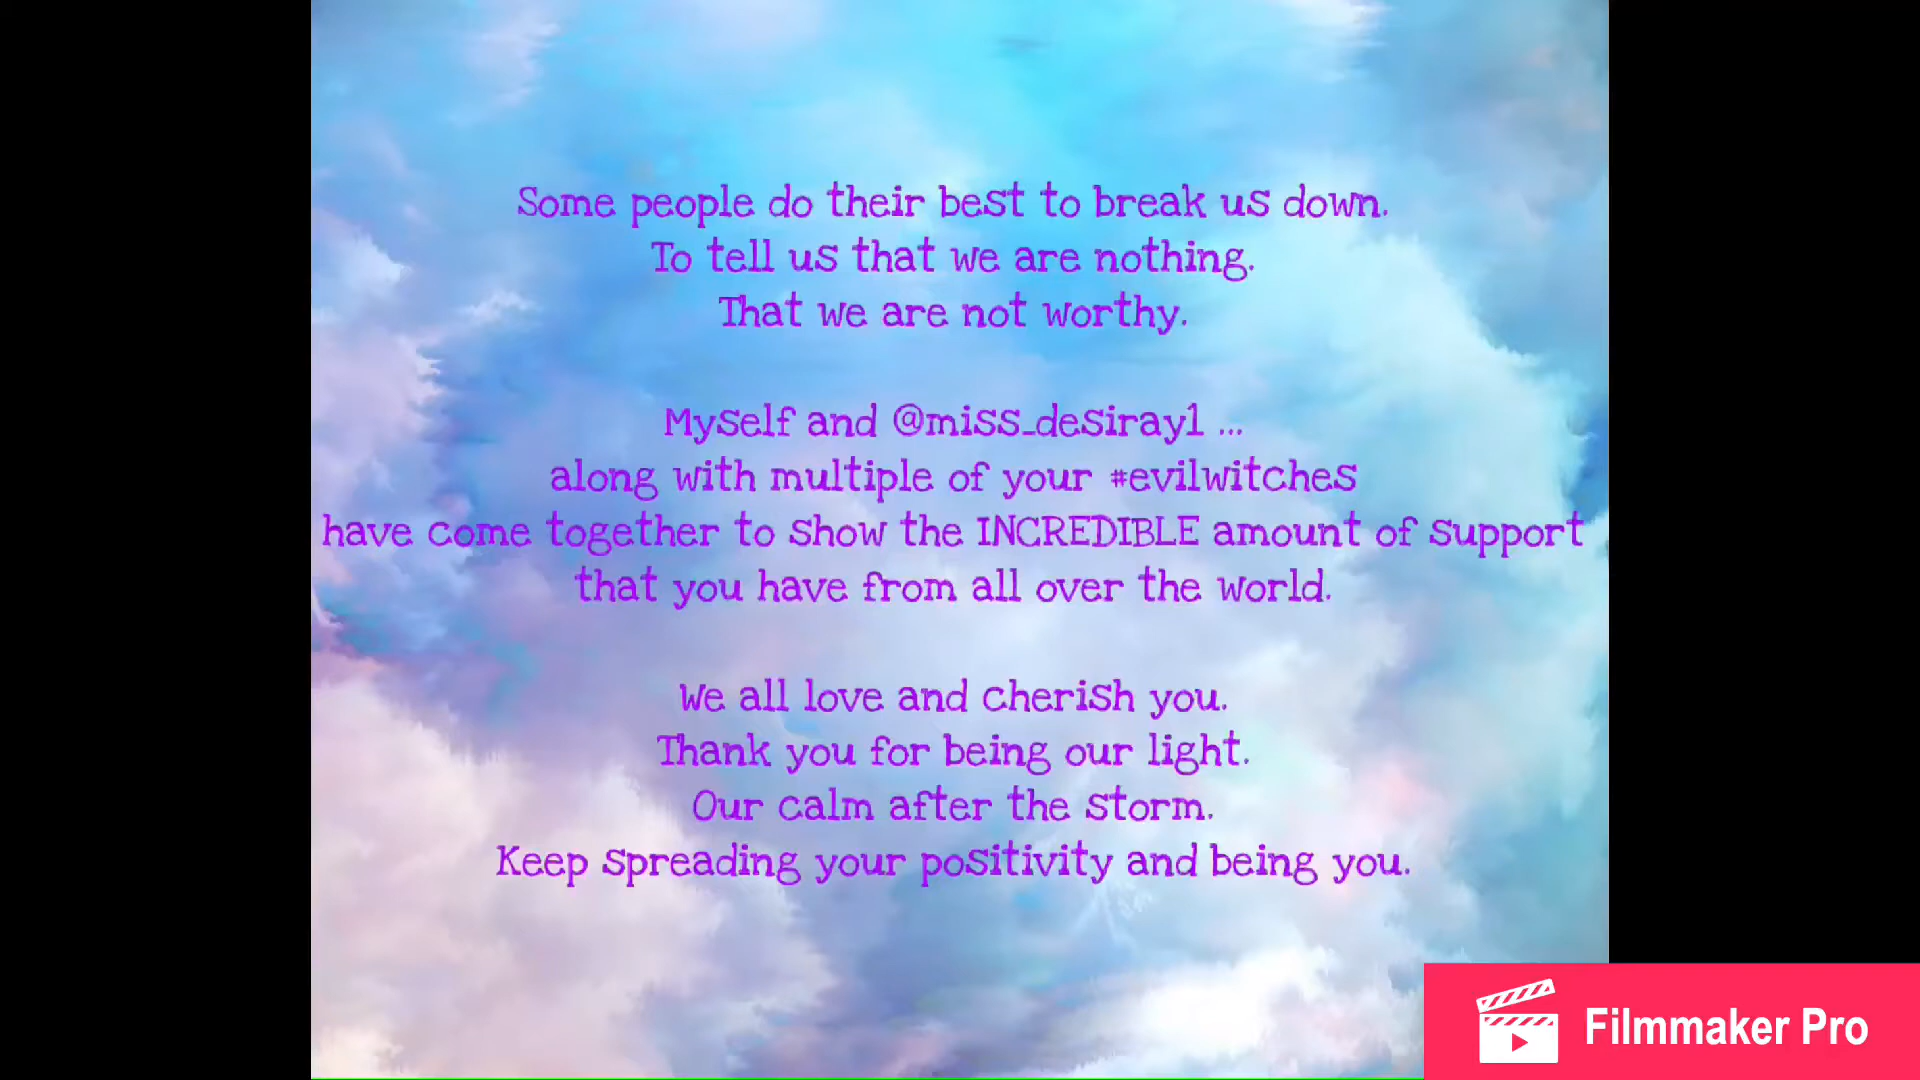 Some people do their best to break us down.
To tell us that we are nothing.
That we are not worthy.
Myself and @miss_desiray1 ...
along with multiple of your #evilwitches
have come together to show the INCREDIBLE amount of support
that you have from all over the world.
We all love and cherish you.
Thank you for being our light.
Our calm after the storm.
Keep spreading your positivity and being you.
Filmmaker Pro